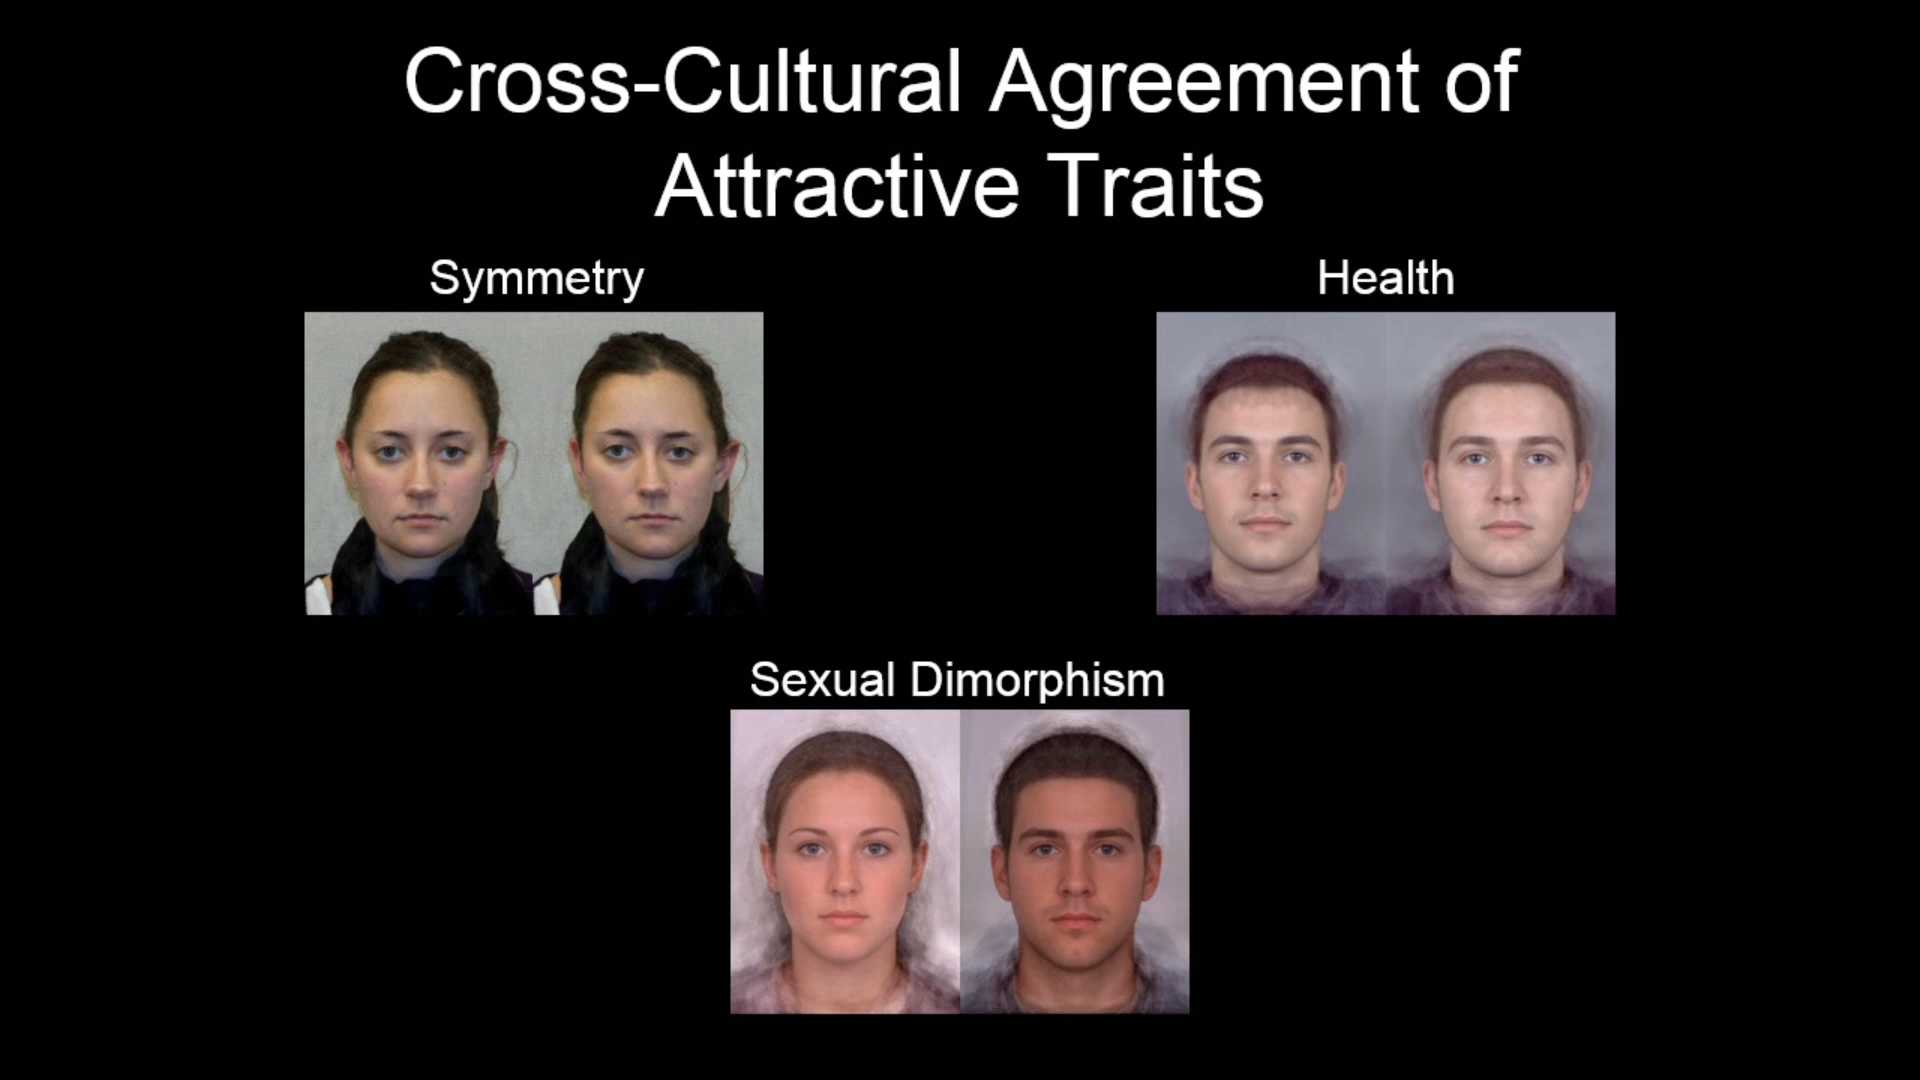 Cross-Cultural Agreement of
Attractive Traits
Symmetry
Health
Sexual Dimorphism